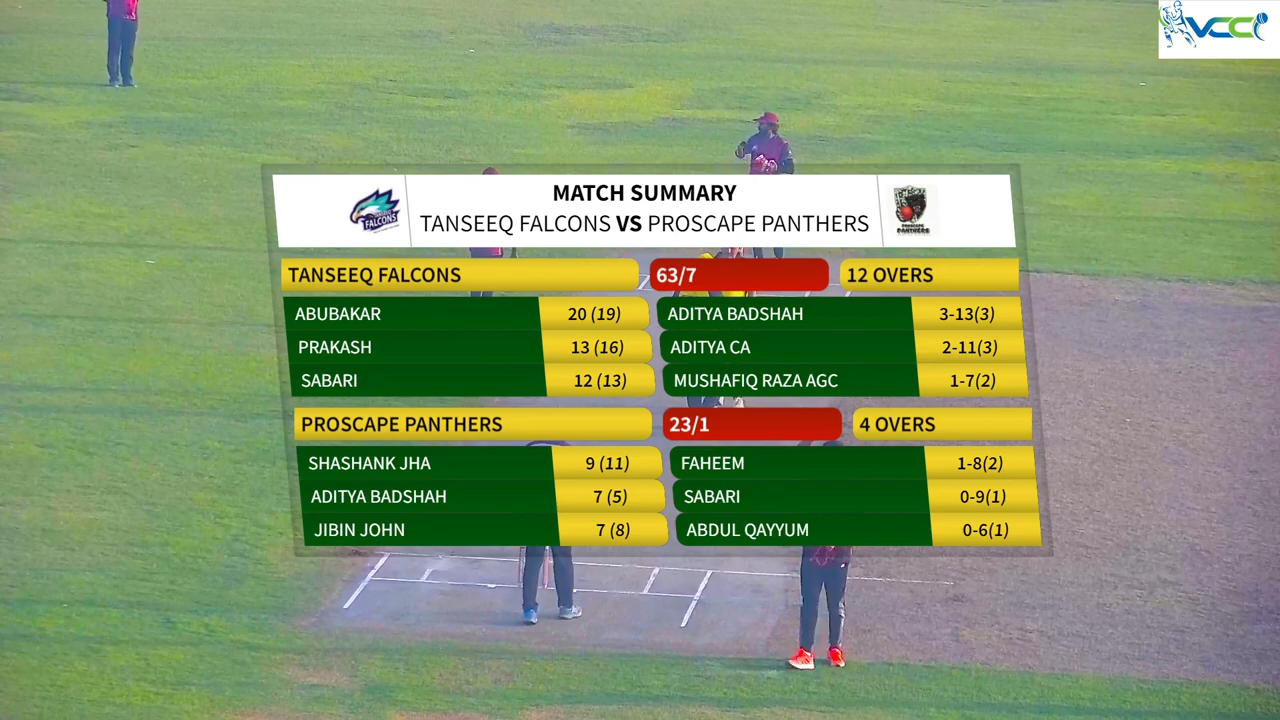 VCC
MATCH SUMMARY
TANSEEQ FALCONS VS PROSCAPE PANTHERS
FALCONS
PANTHERS
TANSEEQ FALCONS 63/7 12 OVERS
ABUBAKAR 20 (19) ADITYA BADSHAH 3-13(3)
PRAKASH 13 (16) ADITYA CA 2-11(3)
SABARI 12 (13) MUSHAFIQ RAZA AGC 1-7(2)
PROSCAPE PANTHERS 23/1 4 OVERS
SHASHANK JHA 9 (11) FAHEEM 1-8(2)
ADITYA BADSHAH 7 (5) SABARI 0-9(1)
JIBIN JOHN 7 (8) ABDUL QAYYUM 0-6(1)